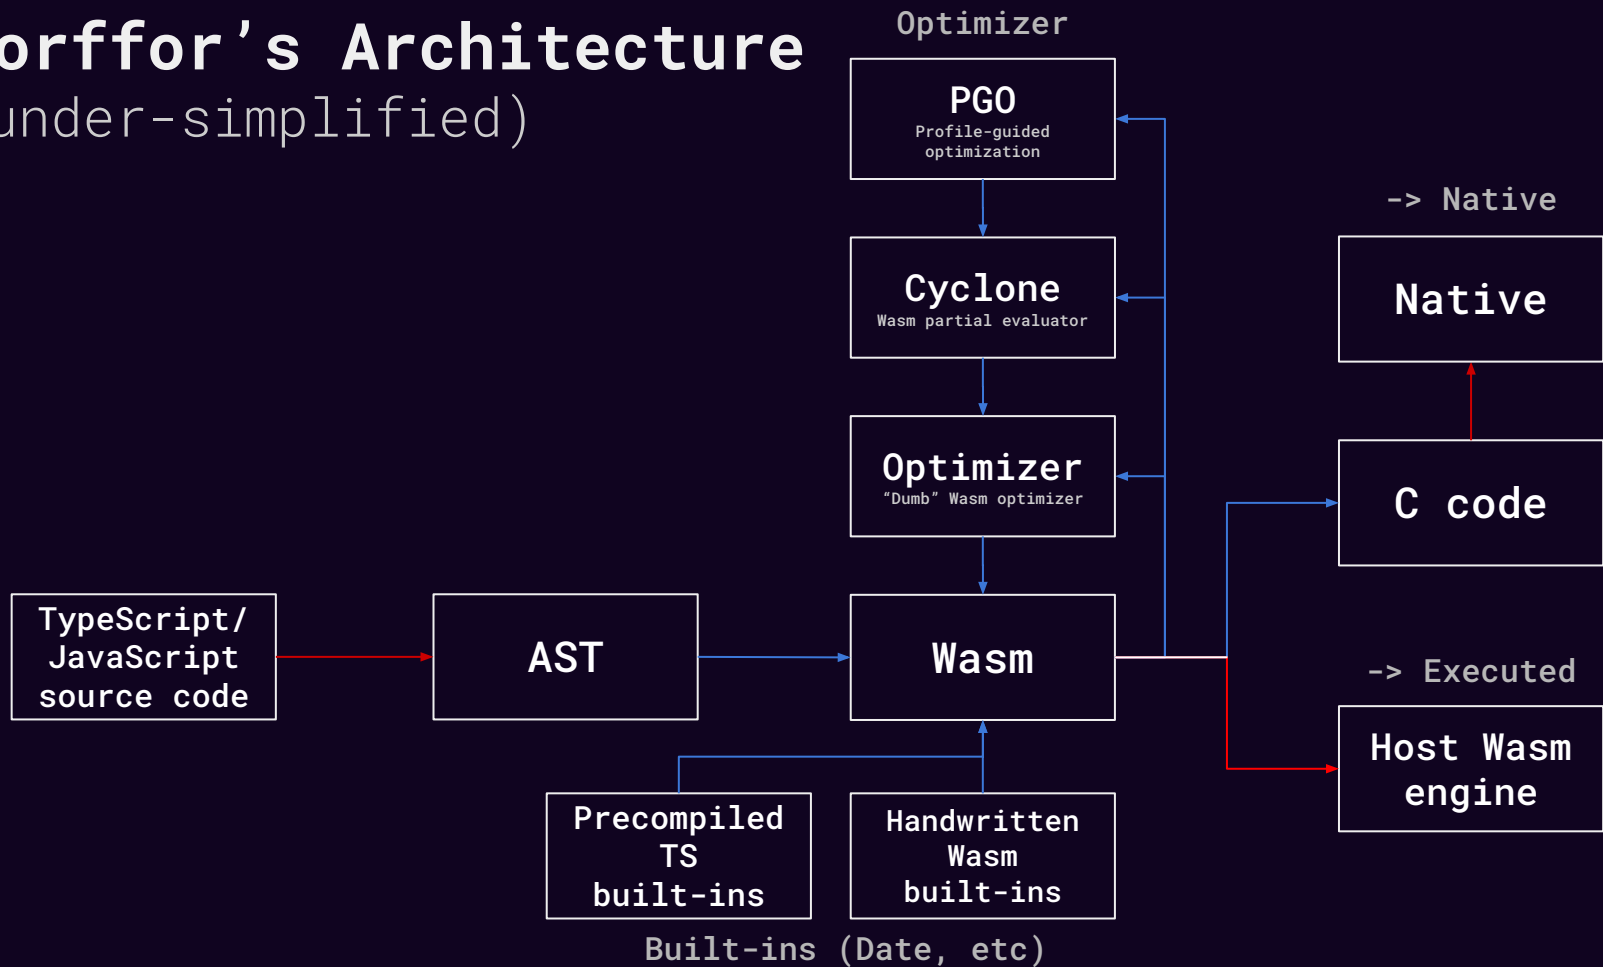 orffor’s Architecture
under-simplified)
Optimizer
PGO
Profile-guided
optimization
Cyclone
Wasm partial evaluator
Optimizer
“Dumb” Wasm optimizer
-> Native
Native
C code
TypeScript/
JavaScript
source code
AST
Wasm
-> Executed
Host Wasm
engine
Precompiled
TS
built-ins
Handwritten
Wasm
built-ins
Built-ins (Date, etc)